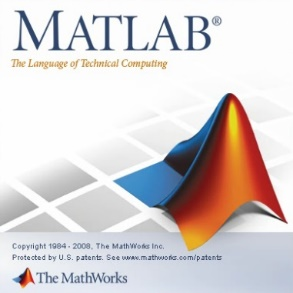 MATLAB®
The Language of Technical Computing
Copyright 1984 - 2008, The MathWorks Inc.
Protected by U.S. patents. See www.mathworks.com/patents
The MathWorks